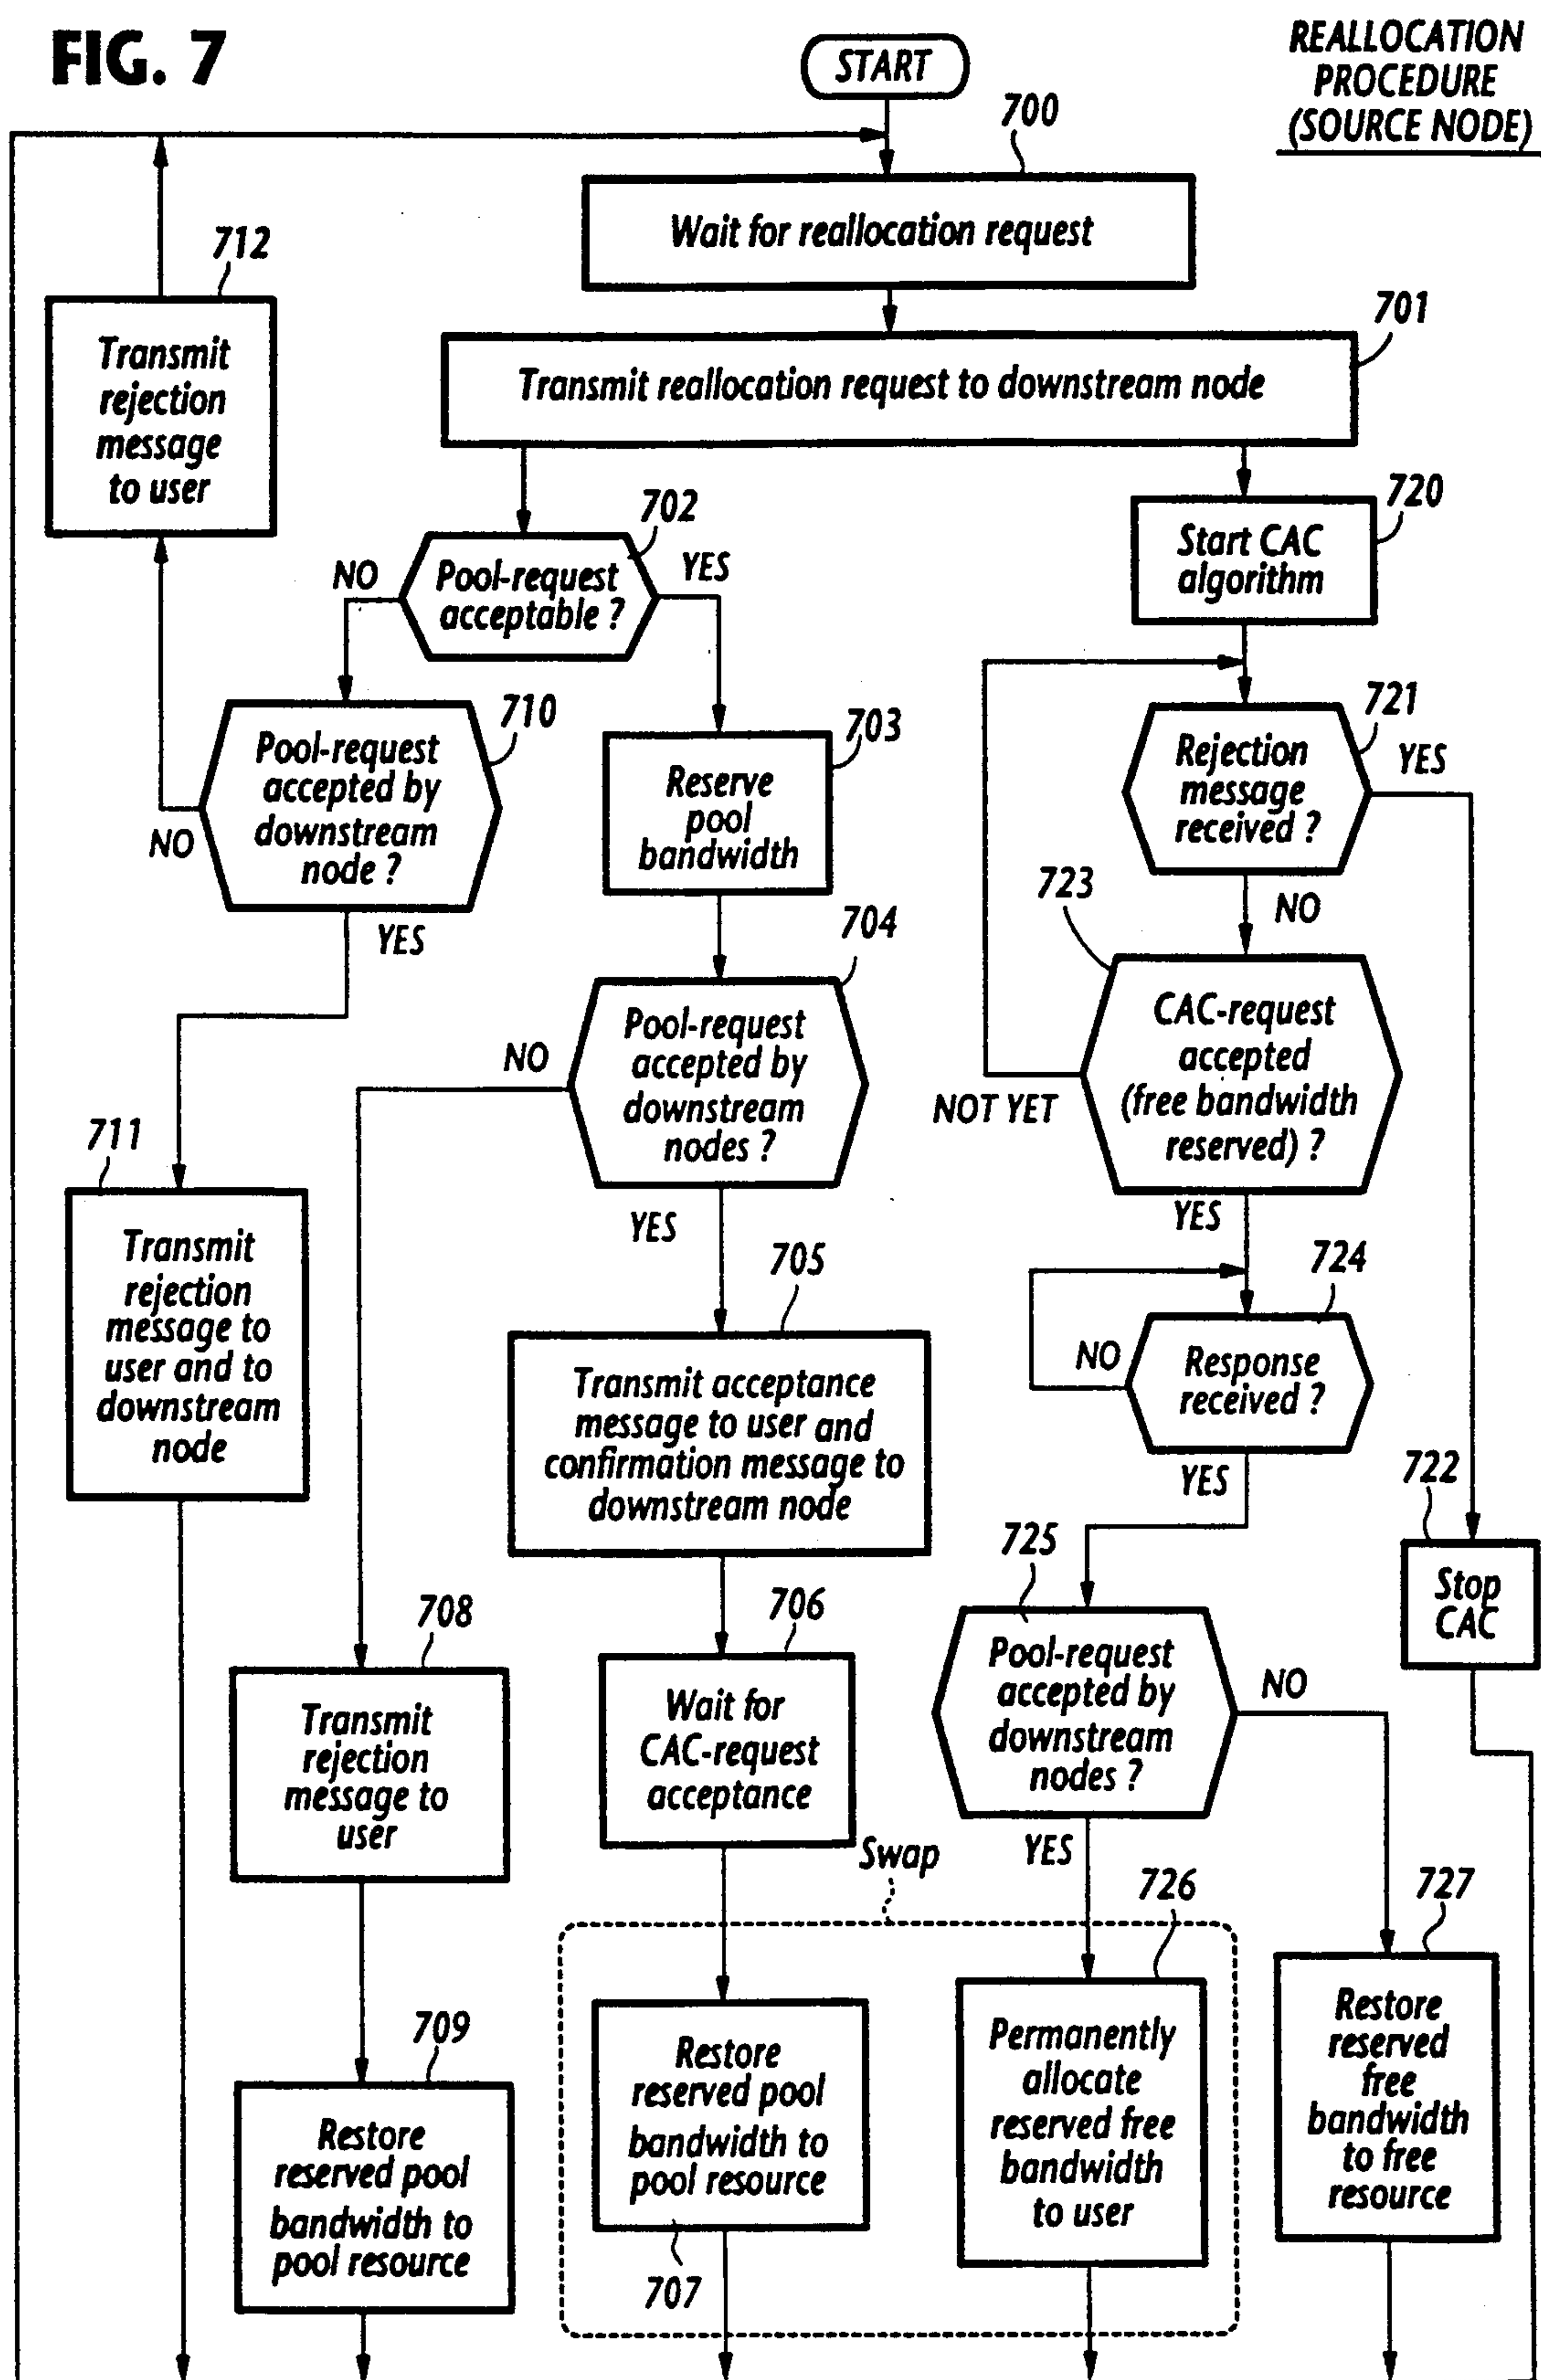 FIG. 7
REALLOCATION
PROCEDURE
(SOURCE NODE)
START
700
Wait for reallocation request
712
Transmit
rejection
message
to user
701
Transmit reallocation request to downstream node
702
Pool-request
acceptable ?
NO
YES
720
Start CAC
algorithm
710
Pool-request
accepted by
downstream
node ?
NO
YES
703
Reserve
pool
bandwidth
721
Rejection
message
received ?
YES
NO
723
CAC-request
accepted
(free bandwidth
reserved) ?
NOT YET
YES
704
Pool-request
accepted by
downstream
nodes ?
NO
YES
711
Transmit
rejection
message to
user and to
downstream
node
705
Transmit acceptance
message to user and
confirmation message to
downstream node
724
Response
received ?
NO
YES
722
Stop
CAC
725
Pool-request
accepted by
downstream
nodes ?
NO
YES
708
Transmit
rejection
message to
user
706
Wait for
CAC-request
acceptance
Swap
726
Permanently
allocate
reserved free
bandwidth
to user
727
Restore
reserved
free
bandwidth
to free
resource
709
Restore
reserved pool
bandwidth to
pool resource
Restore
reserved pool
bandwidth to
pool resource
707